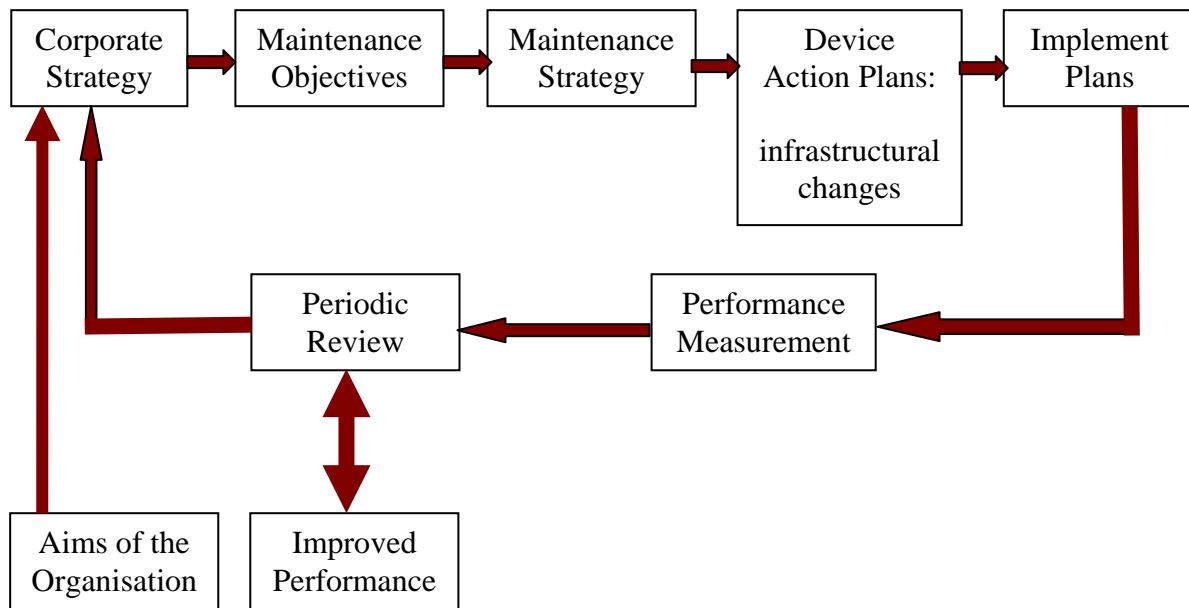 Corporate
Strategy
Maintenance
Objectives
Maintenance
Strategy
Device
Action Plans:
infrastructural
changes
Implement
Plans
Periodic
Review
Performance
Measurement
Aims of the
Organisation
Improved
Performance